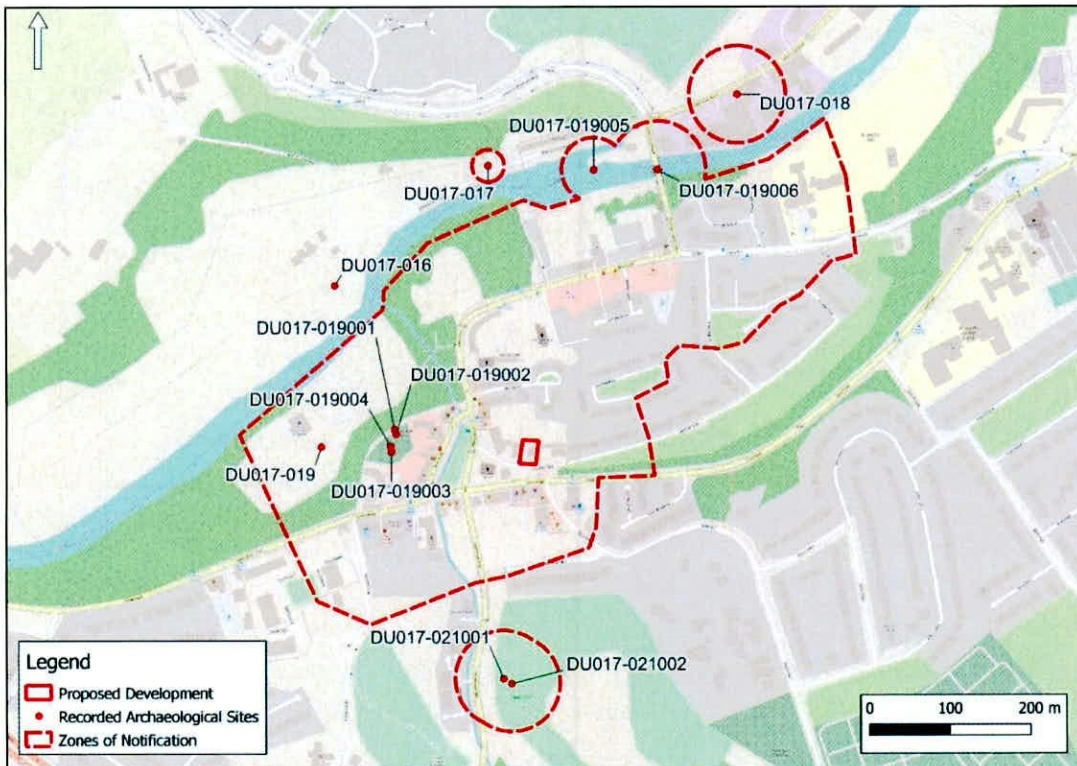 DU017-018
DU017-019005
DU017-017
DU017-019006
DU017-016
DU017-019001
DU017-019002
DU017-019004
DU017-019
DU017-019003
DU017-021001
DU017-021002
Legend
Proposed Development
Recorded Archaeological Sites
Zones of Notification
0 100 200 m